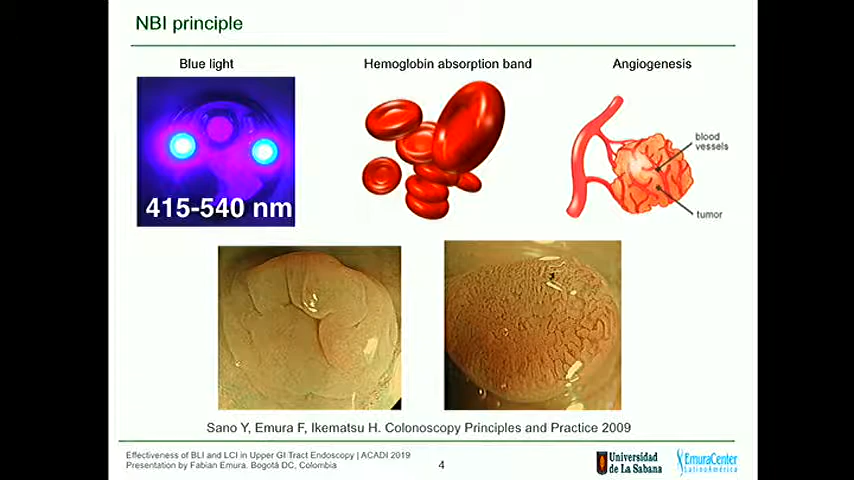 NBI principle
Blue light
Hemoglobin absorption band
Angiogenesis
415-540 nm
blood
vessels
tumor
Sano Y, Emura F, Ikematsu H. Colonoscopy Principles and Practice 2009
Effectiveness of BLI and LCI in Upper GI Tract Endoscopy | ACADI 2019
Presentation by Fabian Emura. Bogotá DC, Colombia
4
Universidad
de La Sabana
EmuraCenter
LatinoAmérica